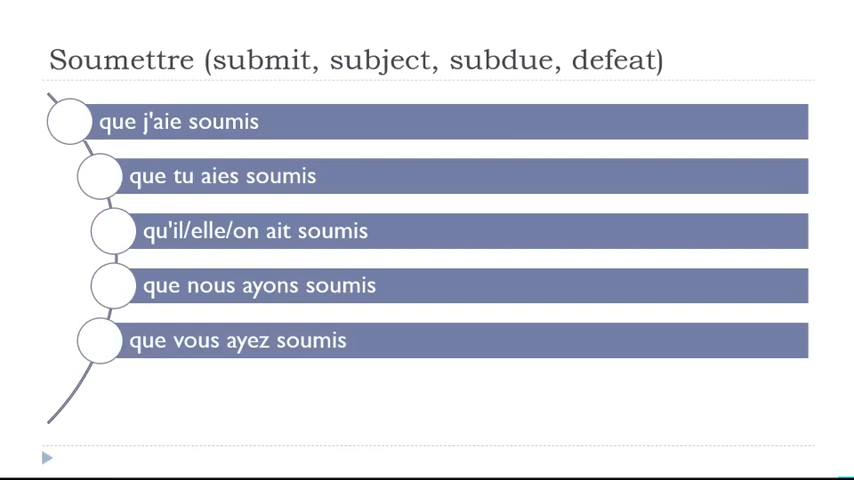 Soumettre (submit, subject, subdue, defeat)
que j'aie soumis
que tu aies soumis
qu'il/elle/on ait soumis
que nous ayons soumis
que vous ayez soumis